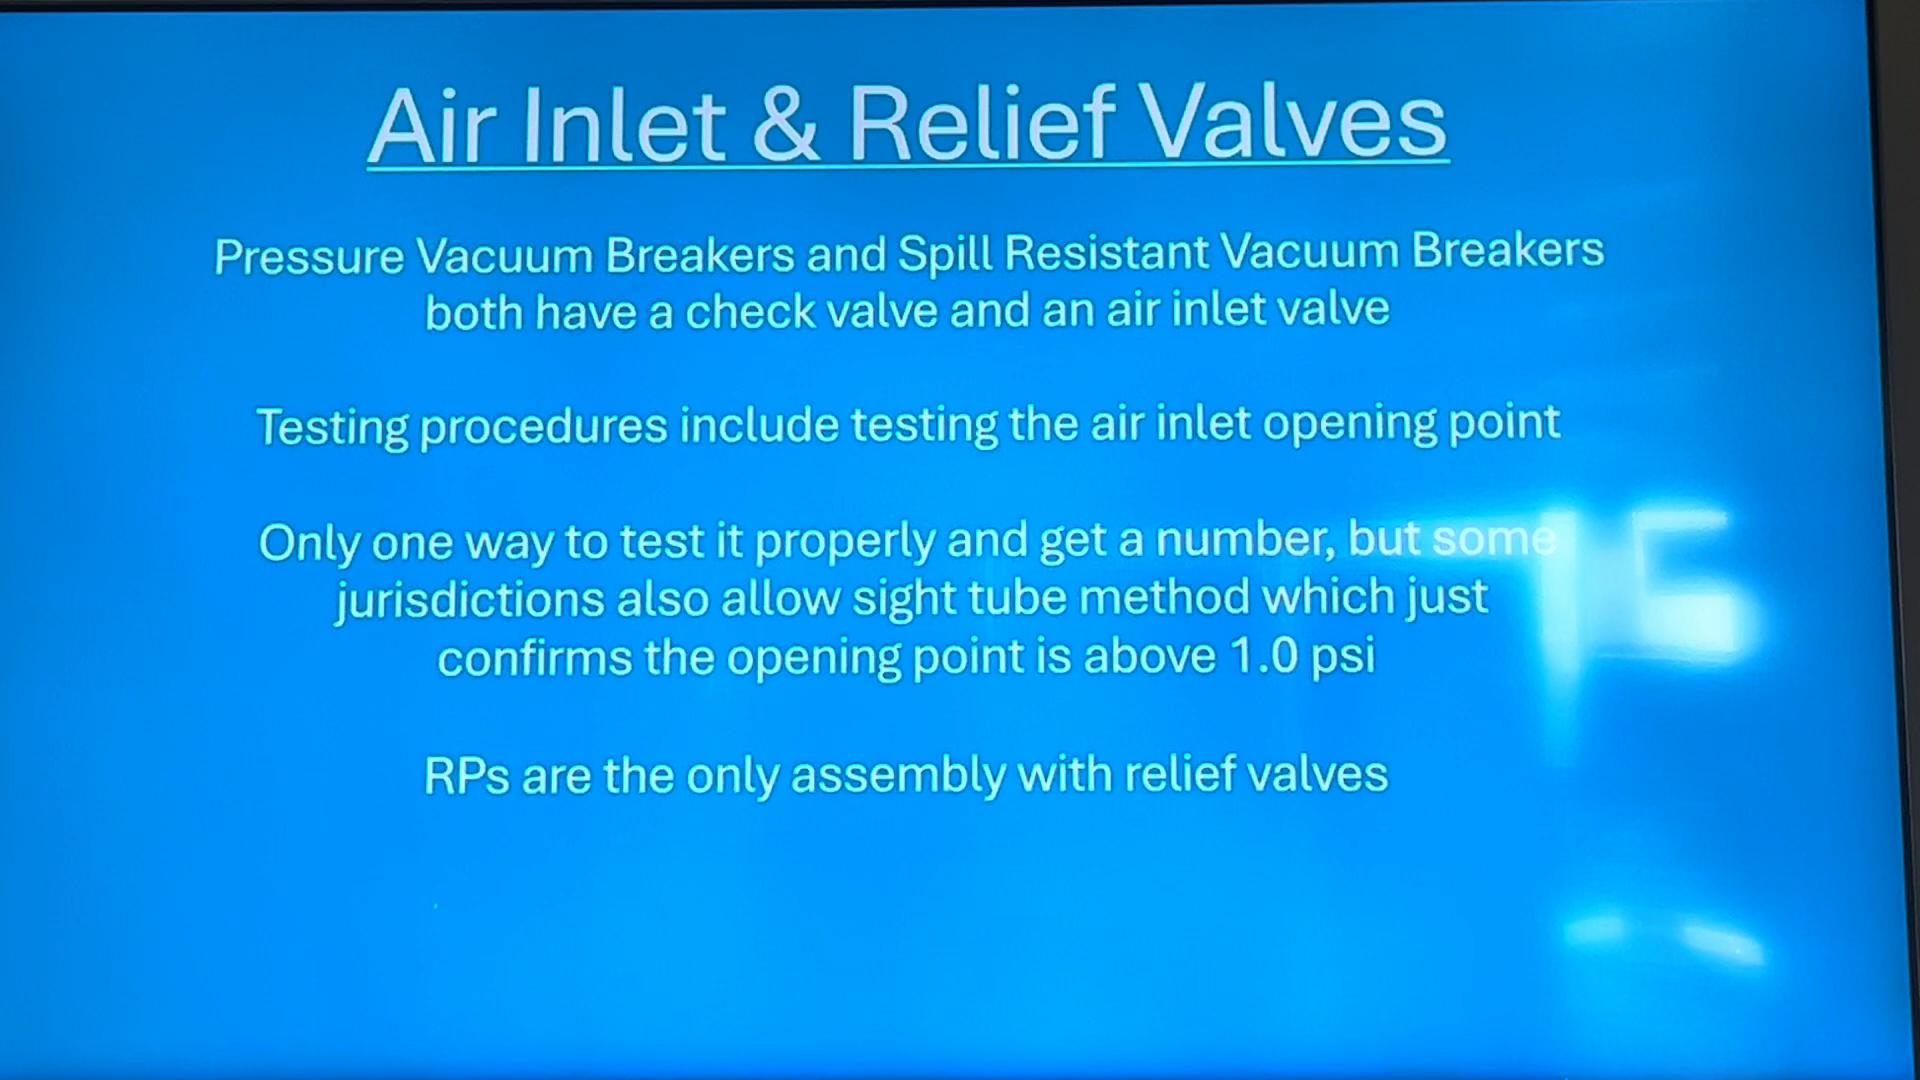 Air Inlet & Relief Valves
Pressure Vacuum Breakers and Spill Resistant Vacuum Breakers
both have a check valve and an air inlet valve
Testing procedures include testing the air inlet opening point
Only one way to test it properly and get a number, but some
jurisdictions also allow sight tube method which just
confirms the opening point is above 1.0 psi
RPs are the only assembly with relief valves